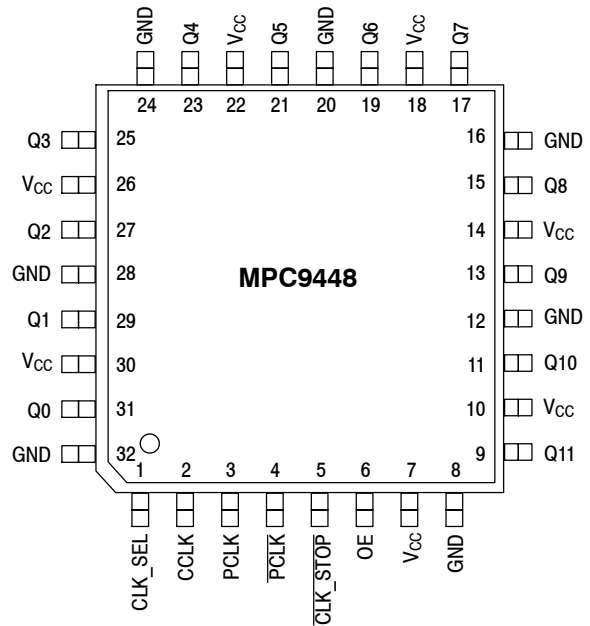 GND Q4 VCC Q5 GND Q6 VCC Q7
24 23 22 21 20 19 18 17
Q3 25 16 GND
VCC 26 15 Q8
Q2 27 14 VCC
GND 28 MPC9448 13 Q9
Q1 29 12 GND
VCC 30 11 Q10
Q0 31 10 VCC
GND 32 9 Q11
1 2 3 4 5 6 7 8
CLK_SEL CCLK PCLK P̅C̅L̅K̅ C̅L̅K̅_̅S̅T̅O̅P̅ OE VCC GND